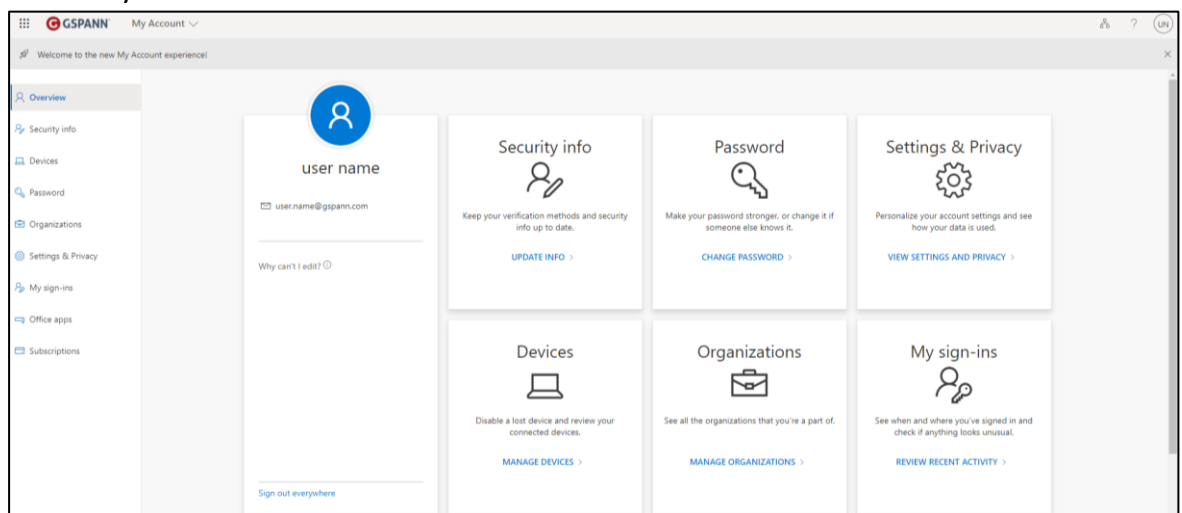 GSPANN My Account
UN
Welcome to the new My Account experience!
Overview
Security info
Devices
Password
Organizations
Settings & Privacy
My sign-ins
Office apps
Subscriptions
user name
user.name@gspann.com
Why can't I edit?
Sign out everywhere
Security info
Keep your verification methods and security
info up to date.
UPDATE INFO >
Password
Make your password stronger, or change it if
someone else knows it.
CHANGE PASSWORD >
Settings & Privacy
Personalize your account settings and see
how your data is used.
VIEW SETTINGS AND PRIVACY >
Devices
Disable a lost device and review your
connected devices.
MANAGE DEVICES >
Organizations
See all the organizations that you're a part of.
MANAGE ORGANIZATIONS >
My sign-ins
See when and where you've signed in and
check if anything looks unusual.
REVIEW RECENT ACTIVITY >